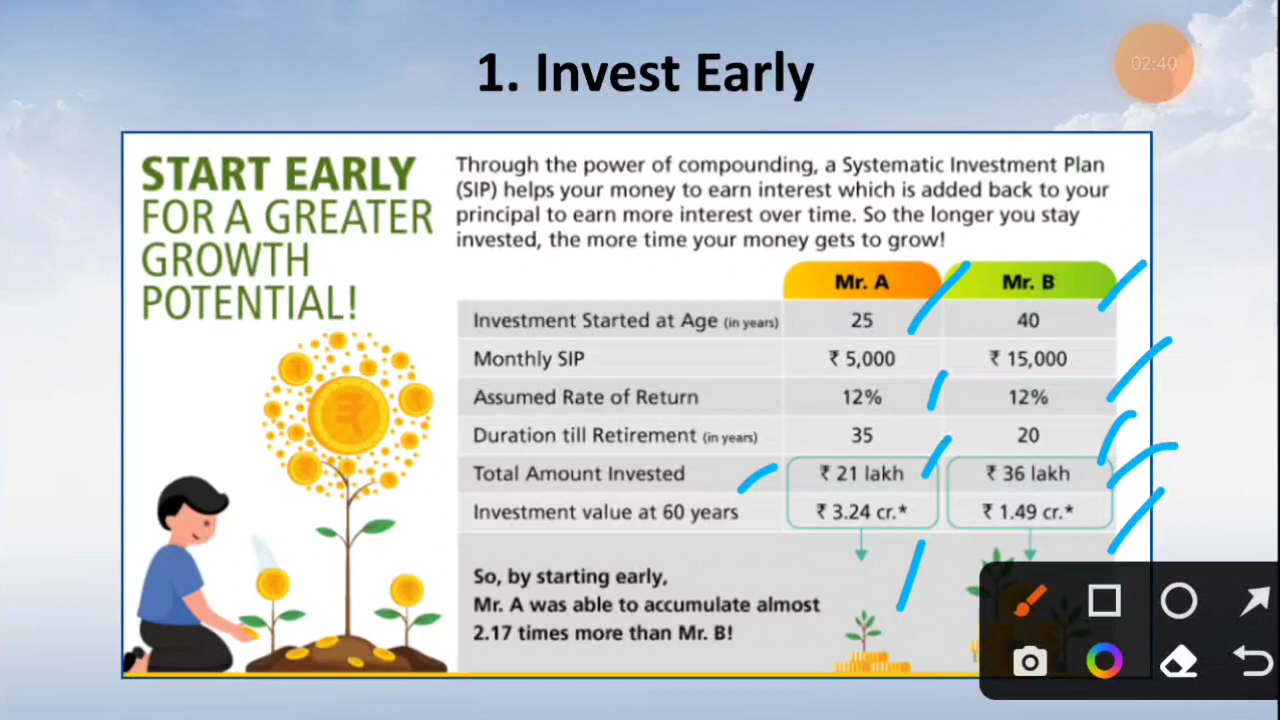 1. Invest Early
02:40
START EARLY
FOR A GREATER
GROWTH
POTENTIAL!
Through the power of compounding, a Systematic Investment Plan
(SIP) helps your money to earn interest which is added back to your
principal to earn more interest over time. So the longer you stay
invested, the more time your money gets to grow!
Mr. A Mr. B
Investment Started at Age (in years) 25 40
Monthly SIP ₹ 5,000 ₹ 15,000
Assumed Rate of Return 12% 12%
Duration till Retirement (in years) 35 20
Total Amount Invested ₹ 21 lakh ₹ 36 lakh
Investment value at 60 years ₹ 3.24 cr.* ₹ 1.49 cr.*
So, by starting early,
Mr. A was able to accumulate almost
2.17 times more than Mr. B!